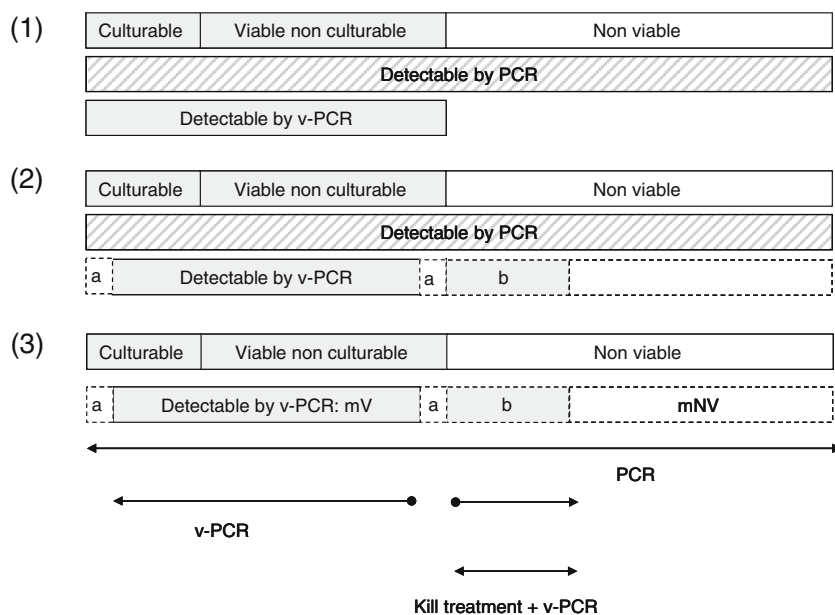 (1)
Culturable Viable non culturable Non viable
Detectable by PCR
Detectable by v-PCR
(2)
Culturable Viable non culturable Non viable
Detectable by PCR
a Detectable by v-PCR a b
(3)
Culturable Viable non culturable Non viable
a Detectable by v-PCR: mV a b mNV
PCR
v-PCR
Kill treatment + v-PCR